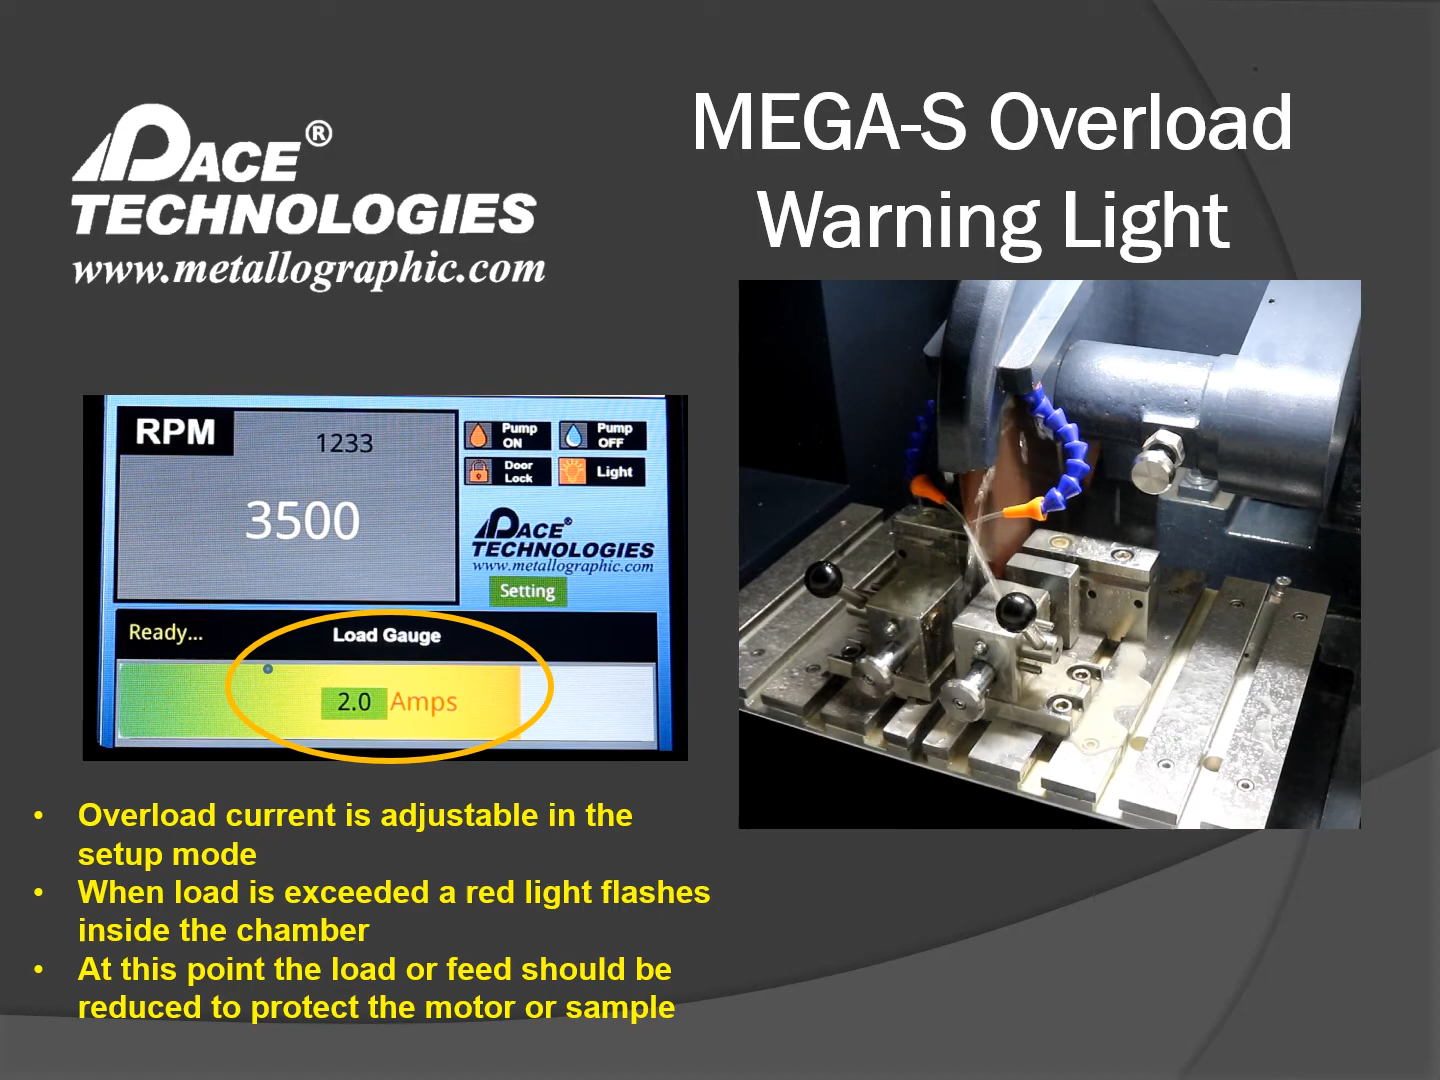 PACE®
TECHNOLOGIES
www.metallographic.com
MEGA-S Overload
Warning Light
RPM
1233
3500
Pump
ON
Pump
OFF
Door
Lock
Light
PACE®
TECHNOLOGIES
www.metallographic.com
Setting
Ready...
Load Gauge
2.0 Amps
• Overload current is adjustable in the
setup mode
• When load is exceeded a red light flashes
inside the chamber
• At this point the load or feed should be
reduced to protect the motor or sample